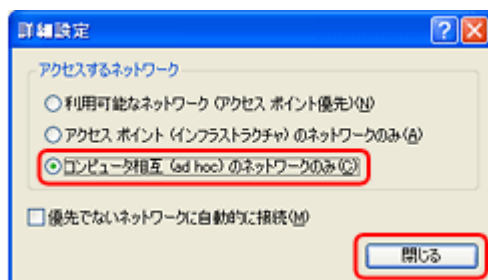 詳細設定
アクセスするネットワーク
利用可能なネットワーク (アクセス ポイント優先)(N)
アクセス ポイント (インフラストラクチャ) のネットワークのみ(A)
コンピュータ相互 (ad hoc) のネットワークのみ(C)
優先でないネットワークに自動的に接続(M)
閉じる